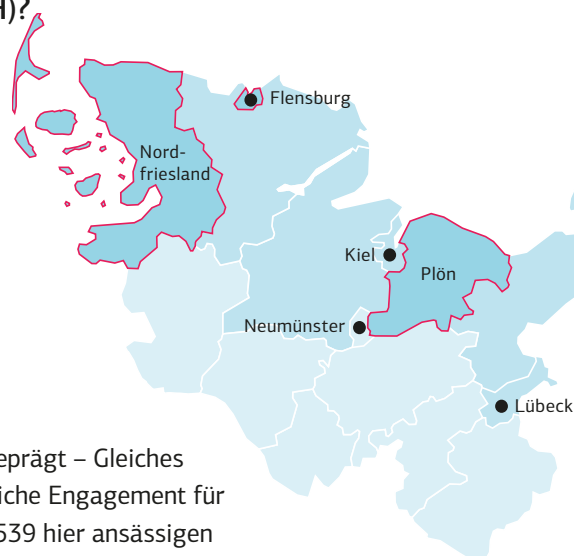 H)?
Flensburg
Nord-
friesland
Kiel
Plön
Neumünster
Lübeck
eprägt – Gleiches
iche Engagement für
539 hier ansässigen